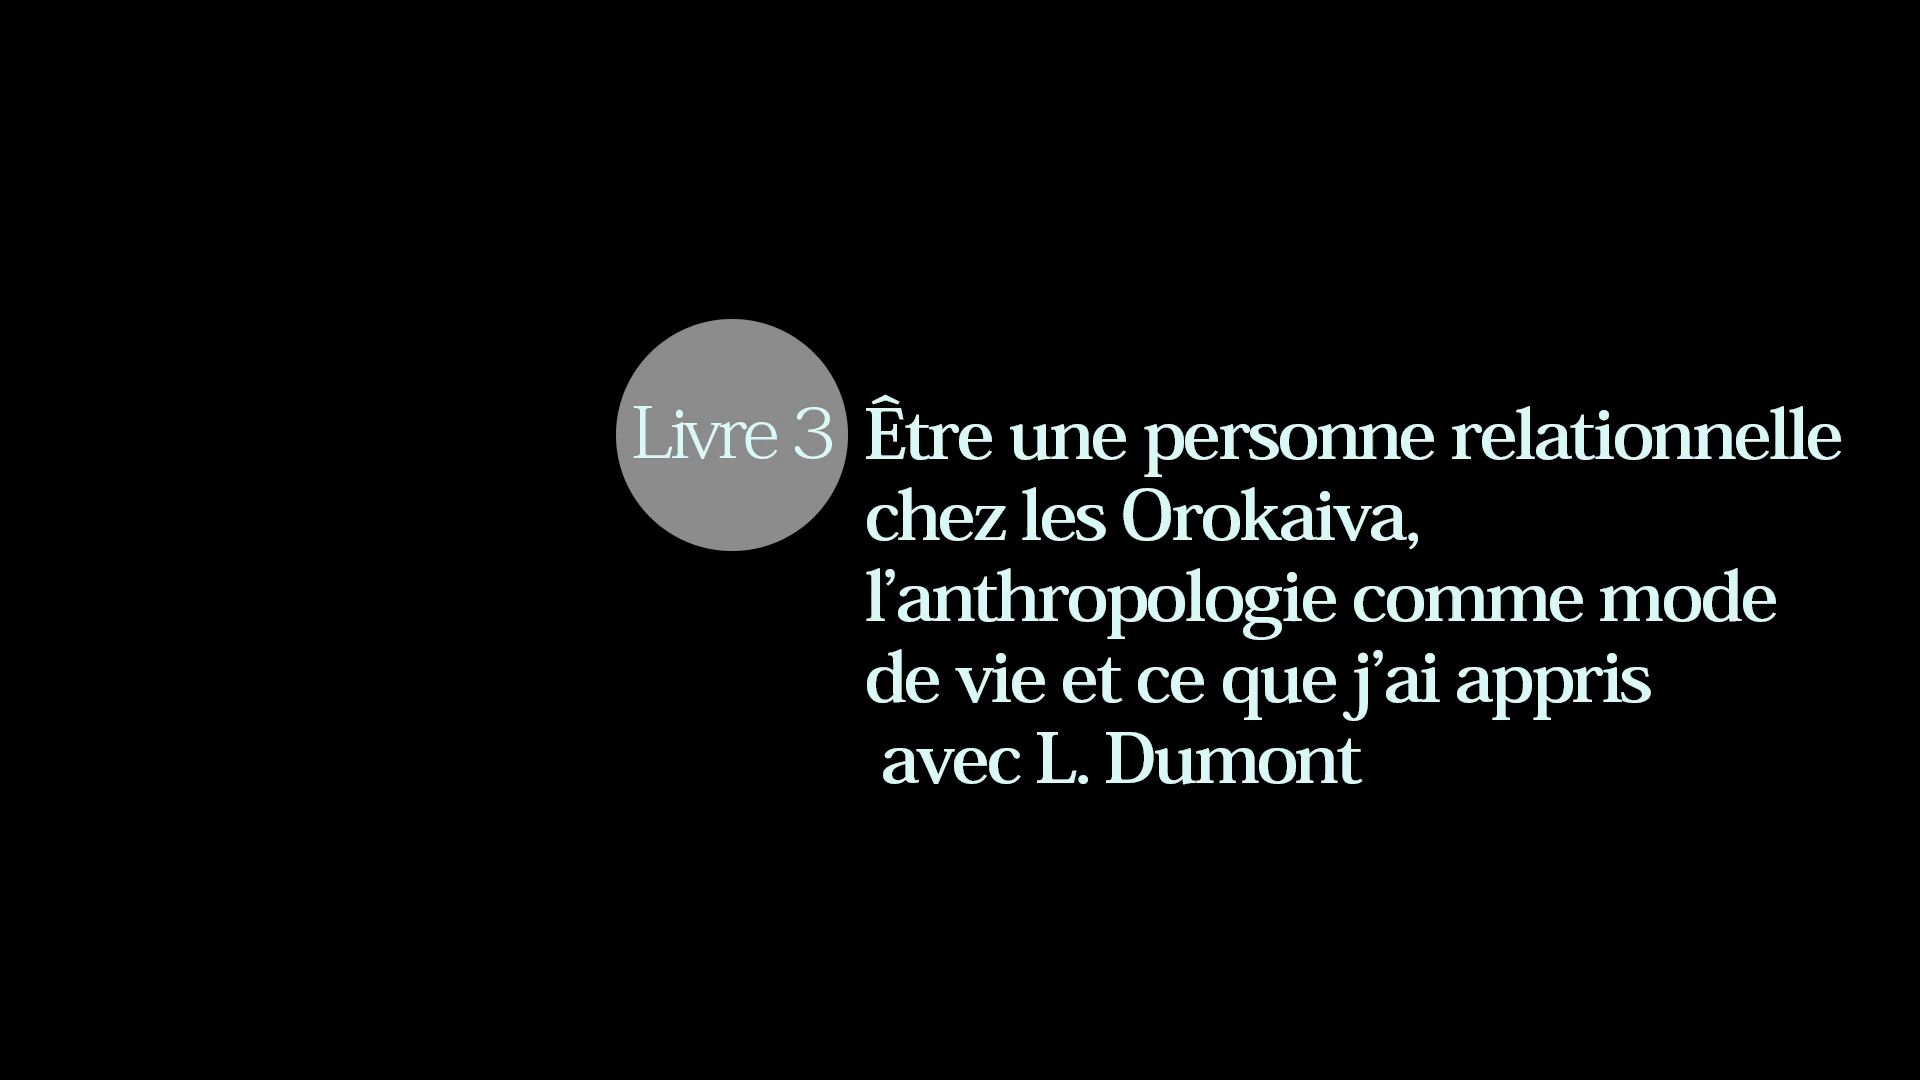 Livre 3
Être une personne relationnelle
chez les Orokaiva,
l’anthropologie comme mode
de vie et ce que j’ai appris
avec L. Dumont